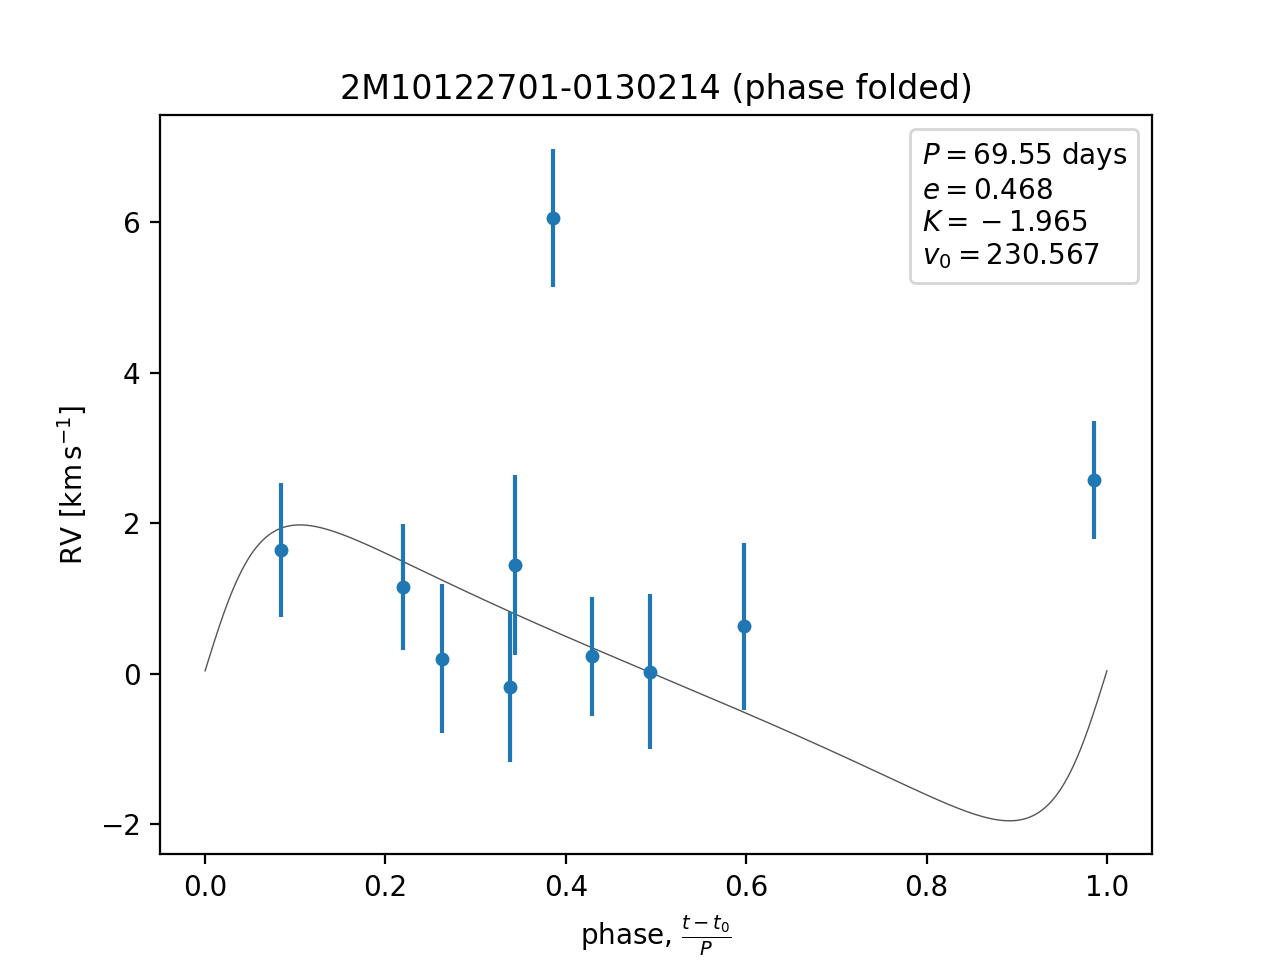 2M10122701-0130214 (phase folded)
P = 69.55 days
e = 0.468
K = −1.965
v₀ = 230.567
RV [km s⁻¹]
6
4
2
0
−2
0.0 0.2 0.4 0.6 0.8 1.0
phase, (t − t₀)/P